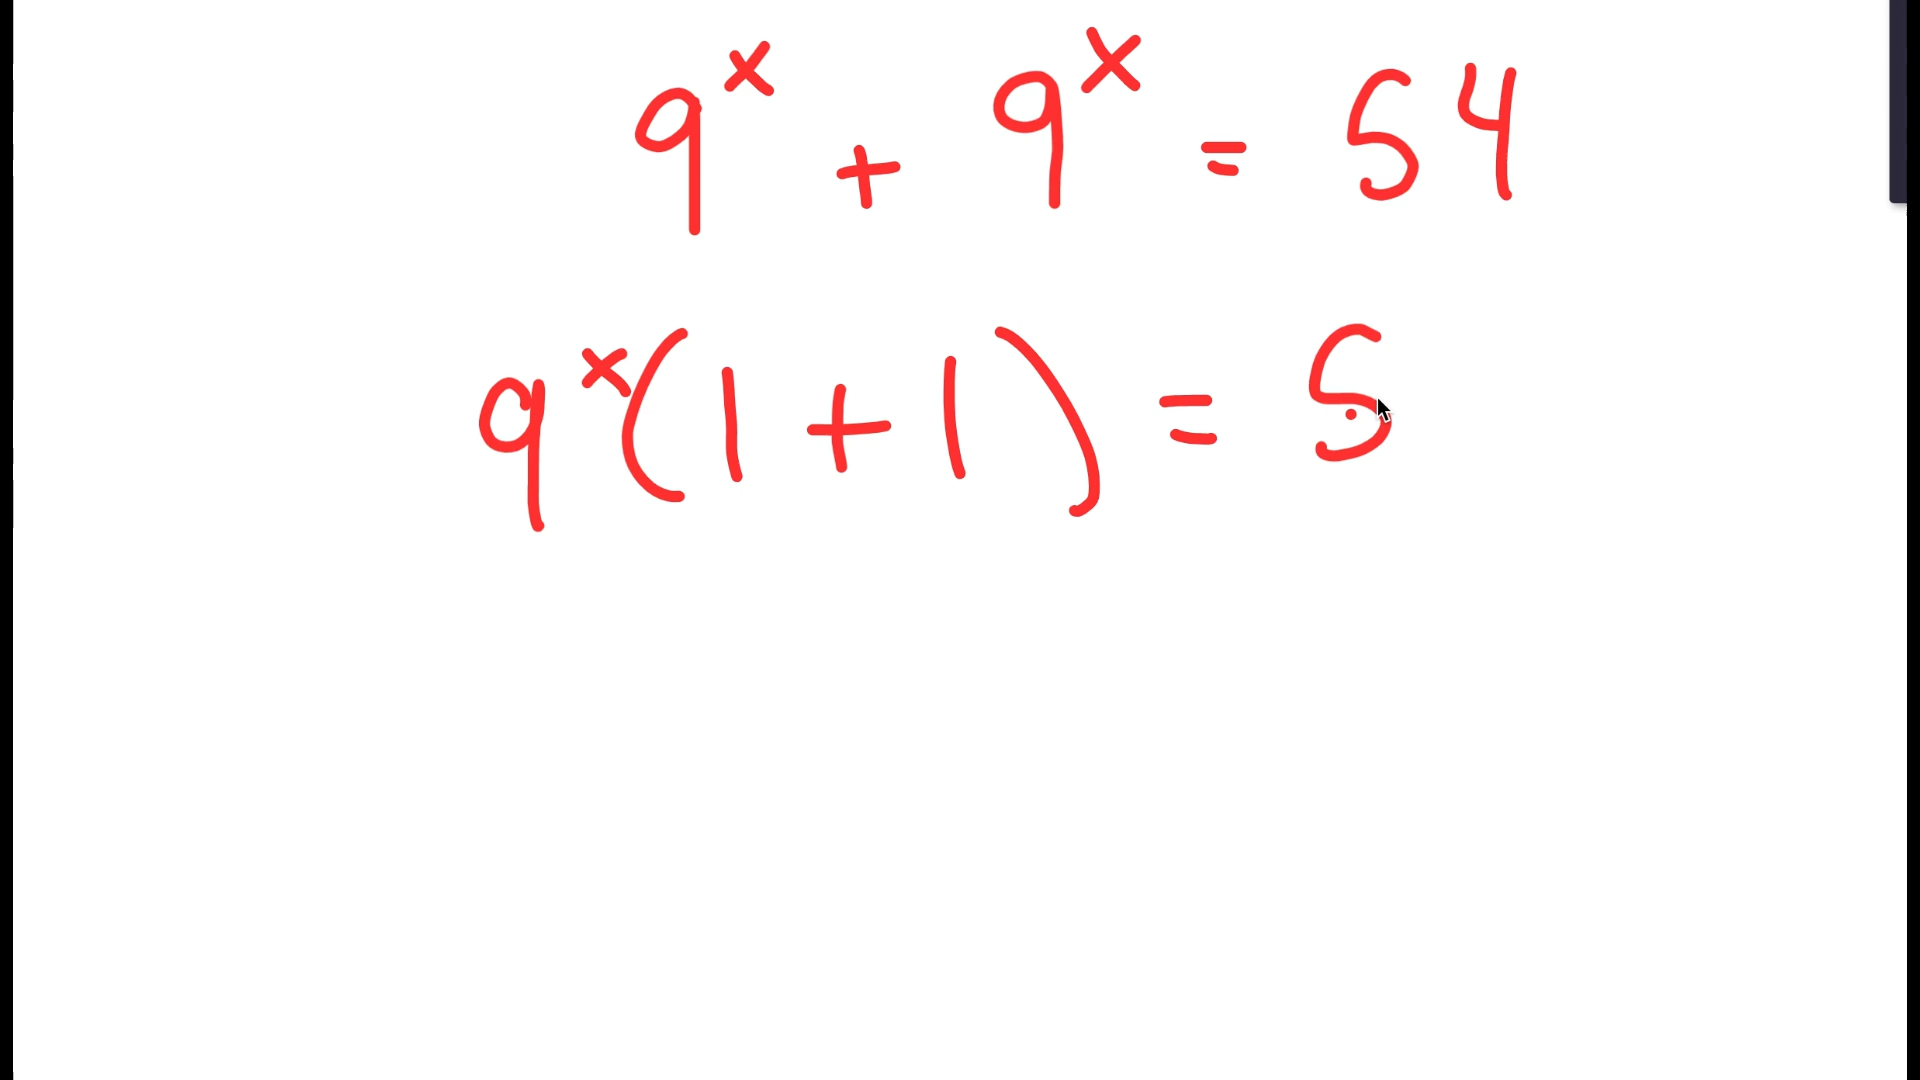 9^x + 9^x = 54
9^x(1 + 1) = 5